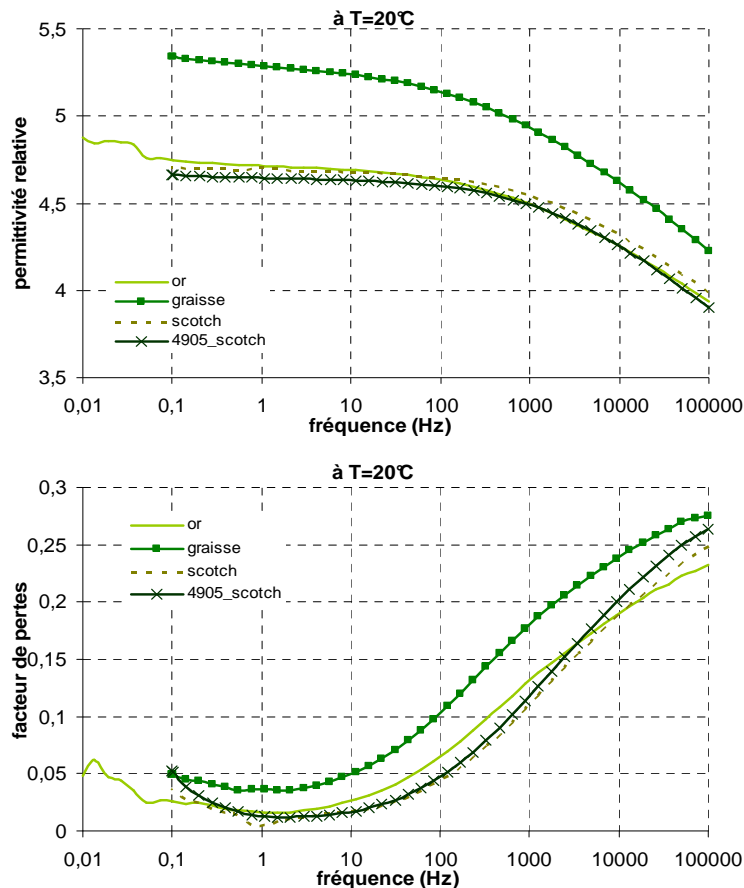 à T=20°C
5,5
5
4,5
4
3,5
permittivité relative
or
graisse
scotch
4905_scotch
0,01 0,1 1 10 100 1000 10000 100000
fréquence (Hz)
à T=20°C
0,3
0,25
0,2
0,15
0,1
0,05
0
facteur de pertes
or
graisse
scotch
4905_scotch
0,01 0,1 1 10 100 1000 10000 100000
fréquence (Hz)